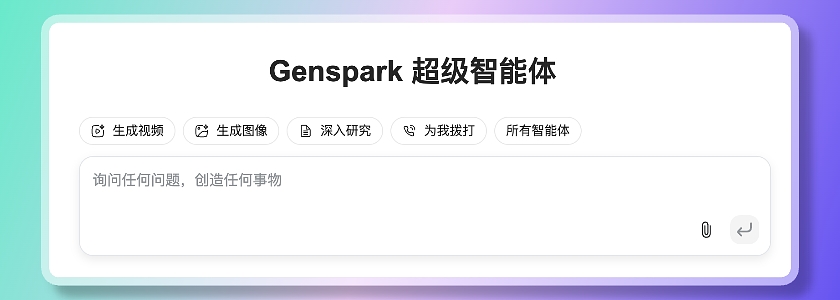 Genspark 超级智能体
生成视频 生成图像 深入研究 为我拨打 所有智能体
询问任何问题，创造任何事物